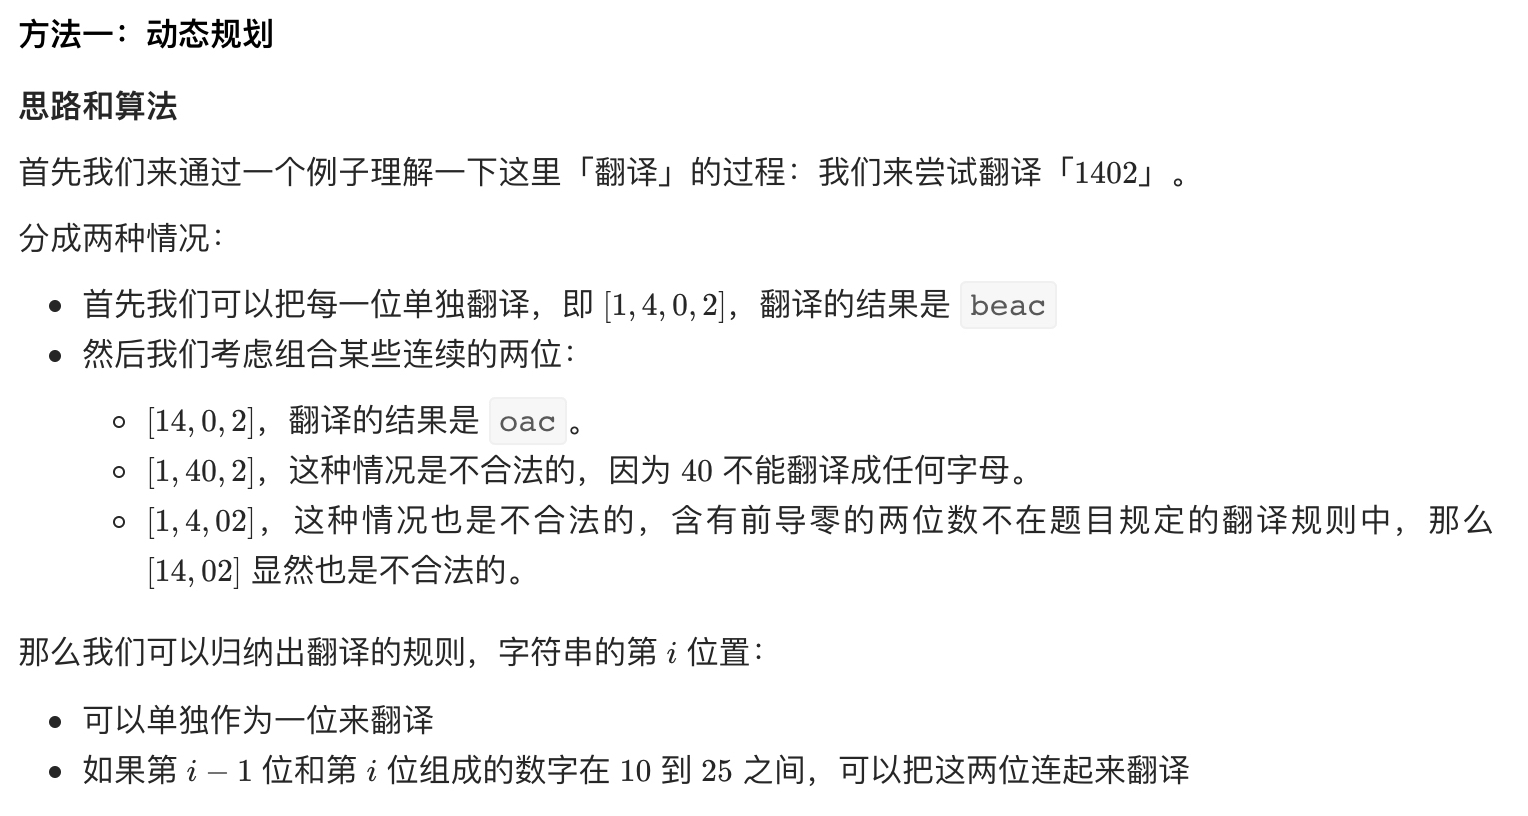 方法一：动态规划
思路和算法
首先我们来通过一个例子理解一下这里「翻译」的过程：我们来尝试翻译「1402」。
分成两种情况：
• 首先我们可以把每一位单独翻译，即 [1, 4, 0, 2]，翻译的结果是 beac
• 然后我们考虑组合某些连续的两位：
◦ [14, 0, 2]，翻译的结果是 oac。
◦ [1, 40, 2]，这种情况是不合法的，因为 40 不能翻译成任何字母。
◦ [1, 4, 02]，这种情况也是不合法的，含有前导零的两位数不在题目规定的翻译规则中，那么
[14, 02] 显然也是不合法的。
那么我们可以归纳出翻译的规则，字符串的第 i 位置：
• 可以单独作为一位来翻译
• 如果第 i − 1 位和第 i 位组成的数字在 10 到 25 之间，可以把这两位连起来翻译